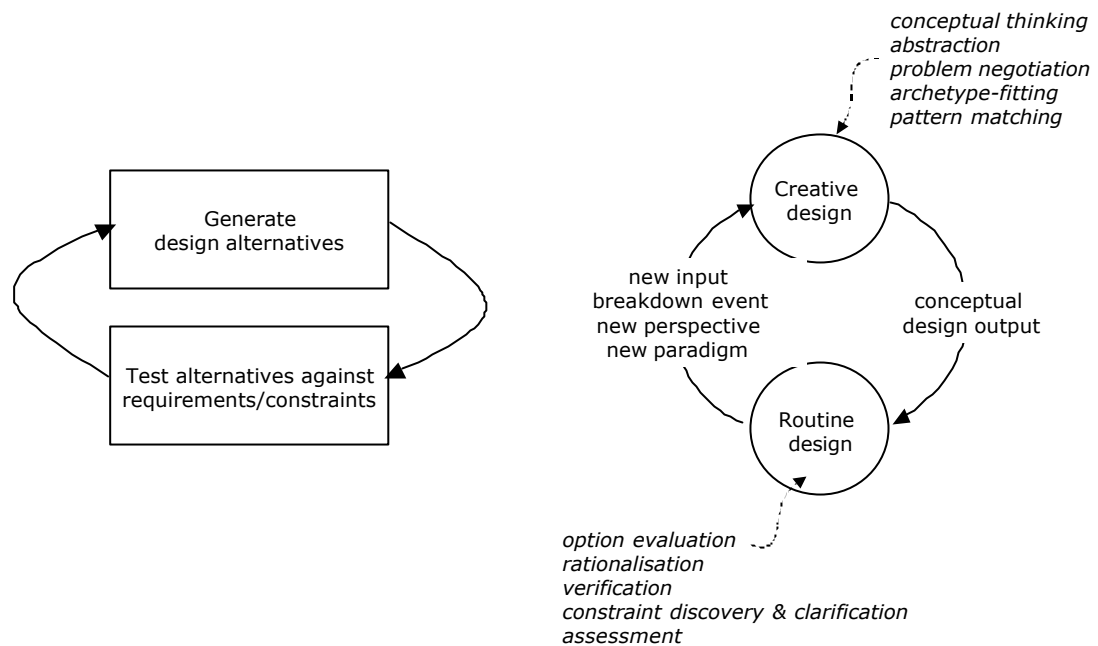 Generate
design alternatives
Test alternatives against
requirements/constraints
conceptual thinking
abstraction
problem negotiation
archetype-fitting
pattern matching
Creative
design
new input
breakdown event
new perspective
new paradigm
conceptual
design output
Routine
design
option evaluation
rationalisation
verification
constraint discovery & clarification
assessment